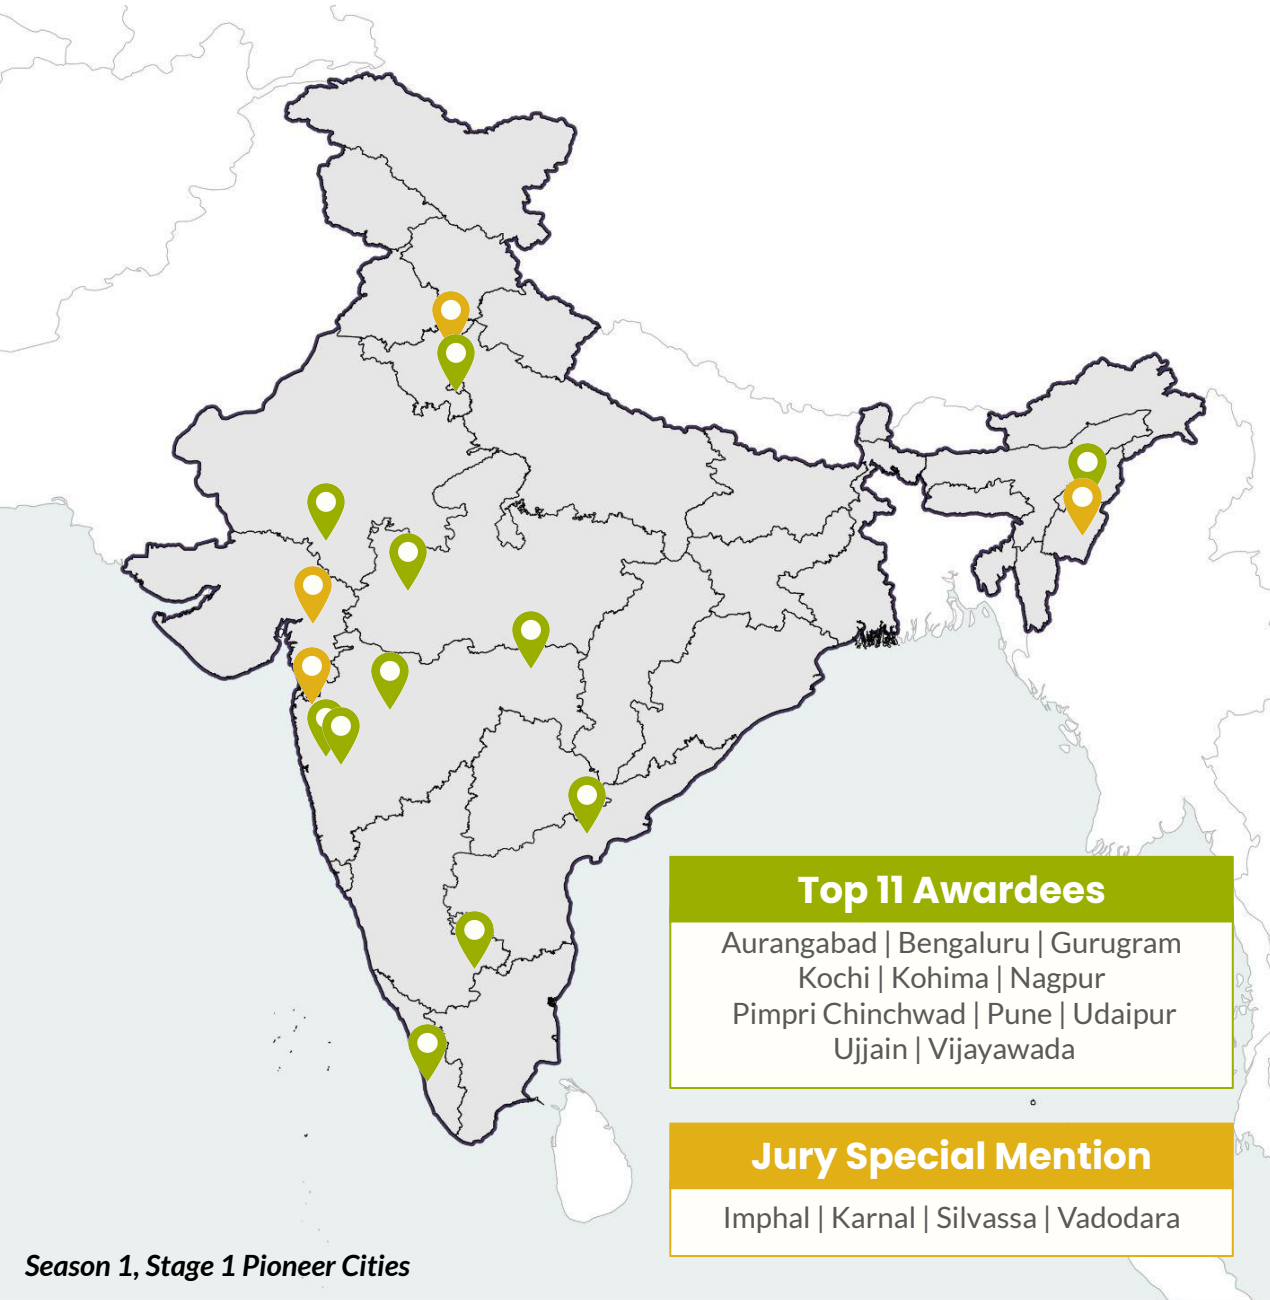 Top 11 Awardees
Aurangabad | Bengaluru | Gurugram
Kochi | Kohima | Nagpur
Pimpri Chinchwad | Pune | Udaipur
Ujjain | Vijayawada
Jury Special Mention
Imphal | Karnal | Silvassa | Vadodara
Season 1, Stage 1 Pioneer Cities